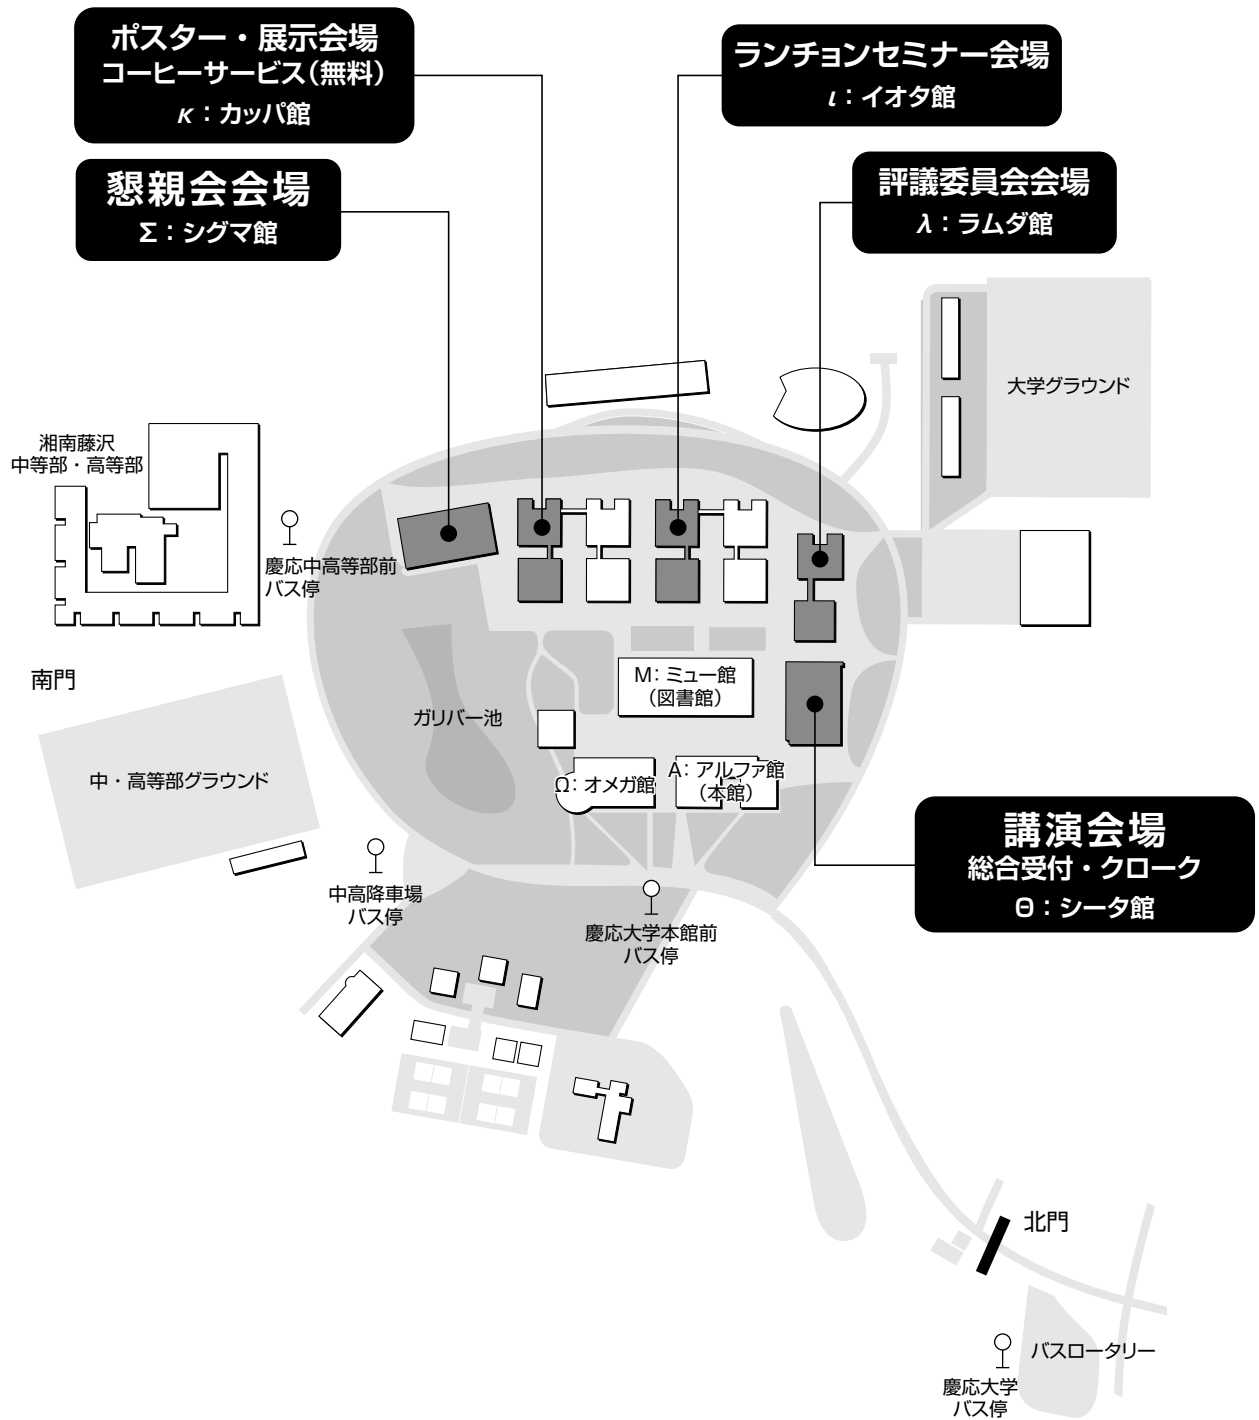 ポスター・展示会場
コーヒーサービス（無料）
κ：カッパ館
ランチョンセミナー会場
ι：イオタ館
懇親会会場
Σ：シグマ館
評議委員会会場
λ：ラムダ館
大学グラウンド
湘南藤沢
中等部・高等部
慶応中高等部前
バス停
南門
M：ミュー館
（図書館）
ガリバー池
中・高等部グラウンド
Ω：オメガ館
A：アルファ館
（本館）
講演会場
総合受付・クローク
Θ：シータ館
中高降車場
バス停
慶応大学本館前
バス停
北門
バスロータリー
慶応大学
バス停